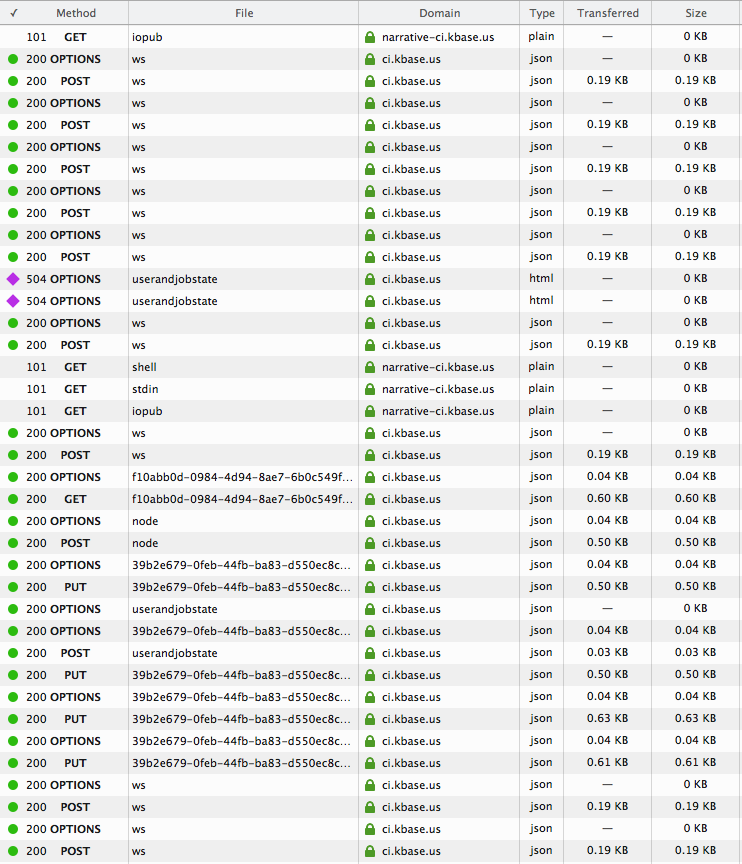 ✓ Method File Domain Type Transferred Size
101 GET iopub narrative-ci.kbase.us plain — 0 KB
200 OPTIONS ws ci.kbase.us json — 0 KB
200 POST ws ci.kbase.us json 0.19 KB 0.19 KB
200 OPTIONS ws ci.kbase.us json — 0 KB
200 POST ws ci.kbase.us json 0.19 KB 0.19 KB
200 OPTIONS ws ci.kbase.us json — 0 KB
200 POST ws ci.kbase.us json 0.19 KB 0.19 KB
200 OPTIONS ws ci.kbase.us json — 0 KB
200 POST ws ci.kbase.us json 0.19 KB 0.19 KB
200 OPTIONS ws ci.kbase.us json — 0 KB
200 POST ws ci.kbase.us json 0.19 KB 0.19 KB
504 OPTIONS userandjobstate ci.kbase.us html — 0 KB
504 OPTIONS userandjobstate ci.kbase.us html — 0 KB
200 OPTIONS ws ci.kbase.us json — 0 KB
200 POST ws ci.kbase.us json 0.19 KB 0.19 KB
101 GET shell narrative-ci.kbase.us plain — 0 KB
101 GET stdin narrative-ci.kbase.us plain — 0 KB
101 GET iopub narrative-ci.kbase.us plain — 0 KB
200 OPTIONS ws ci.kbase.us json — 0 KB
200 POST ws ci.kbase.us json 0.19 KB 0.19 KB
200 OPTIONS f10abb0d-0984-4d94-8ae7-6b0c549f... ci.kbase.us json 0.04 KB 0.04 KB
200 GET f10abb0d-0984-4d94-8ae7-6b0c549f... ci.kbase.us json 0.60 KB 0.60 KB
200 OPTIONS node ci.kbase.us json 0.04 KB 0.04 KB
200 POST node ci.kbase.us json 0.50 KB 0.50 KB
200 OPTIONS 39b2e679-0feb-44fb-ba83-d550ec8c... ci.kbase.us json 0.04 KB 0.04 KB
200 PUT 39b2e679-0feb-44fb-ba83-d550ec8c... ci.kbase.us json 0.50 KB 0.50 KB
200 OPTIONS userandjobstate ci.kbase.us json — 0 KB
200 OPTIONS 39b2e679-0feb-44fb-ba83-d550ec8c... ci.kbase.us json 0.04 KB 0.04 KB
200 POST userandjobstate ci.kbase.us json 0.03 KB 0.03 KB
200 PUT 39b2e679-0feb-44fb-ba83-d550ec8c... ci.kbase.us json 0.50 KB 0.50 KB
200 OPTIONS 39b2e679-0feb-44fb-ba83-d550ec8c... ci.kbase.us json 0.04 KB 0.04 KB
200 PUT 39b2e679-0feb-44fb-ba83-d550ec8c... ci.kbase.us json 0.63 KB 0.63 KB
200 OPTIONS 39b2e679-0feb-44fb-ba83-d550ec8c... ci.kbase.us json 0.04 KB 0.04 KB
200 PUT 39b2e679-0feb-44fb-ba83-d550ec8c... ci.kbase.us json 0.61 KB 0.61 KB
200 OPTIONS ws ci.kbase.us json — 0 KB
200 POST ws ci.kbase.us json 0.19 KB 0.19 KB
200 OPTIONS ws ci.kbase.us json — 0 KB
200 POST ws ci.kbase.us json 0.19 KB 0.19 KB